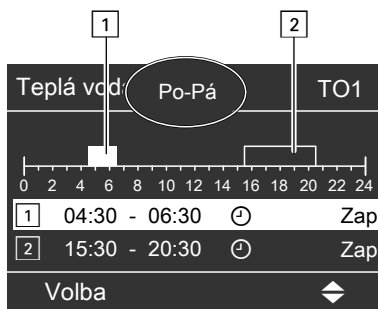 1 2
Teplá voda Po-Pá TO1
0 2 4 6 8 10 12 14 16 18 20 22 24
1 04:30 - 06:30 Zap
2 15:30 - 20:30 Zap
Volba